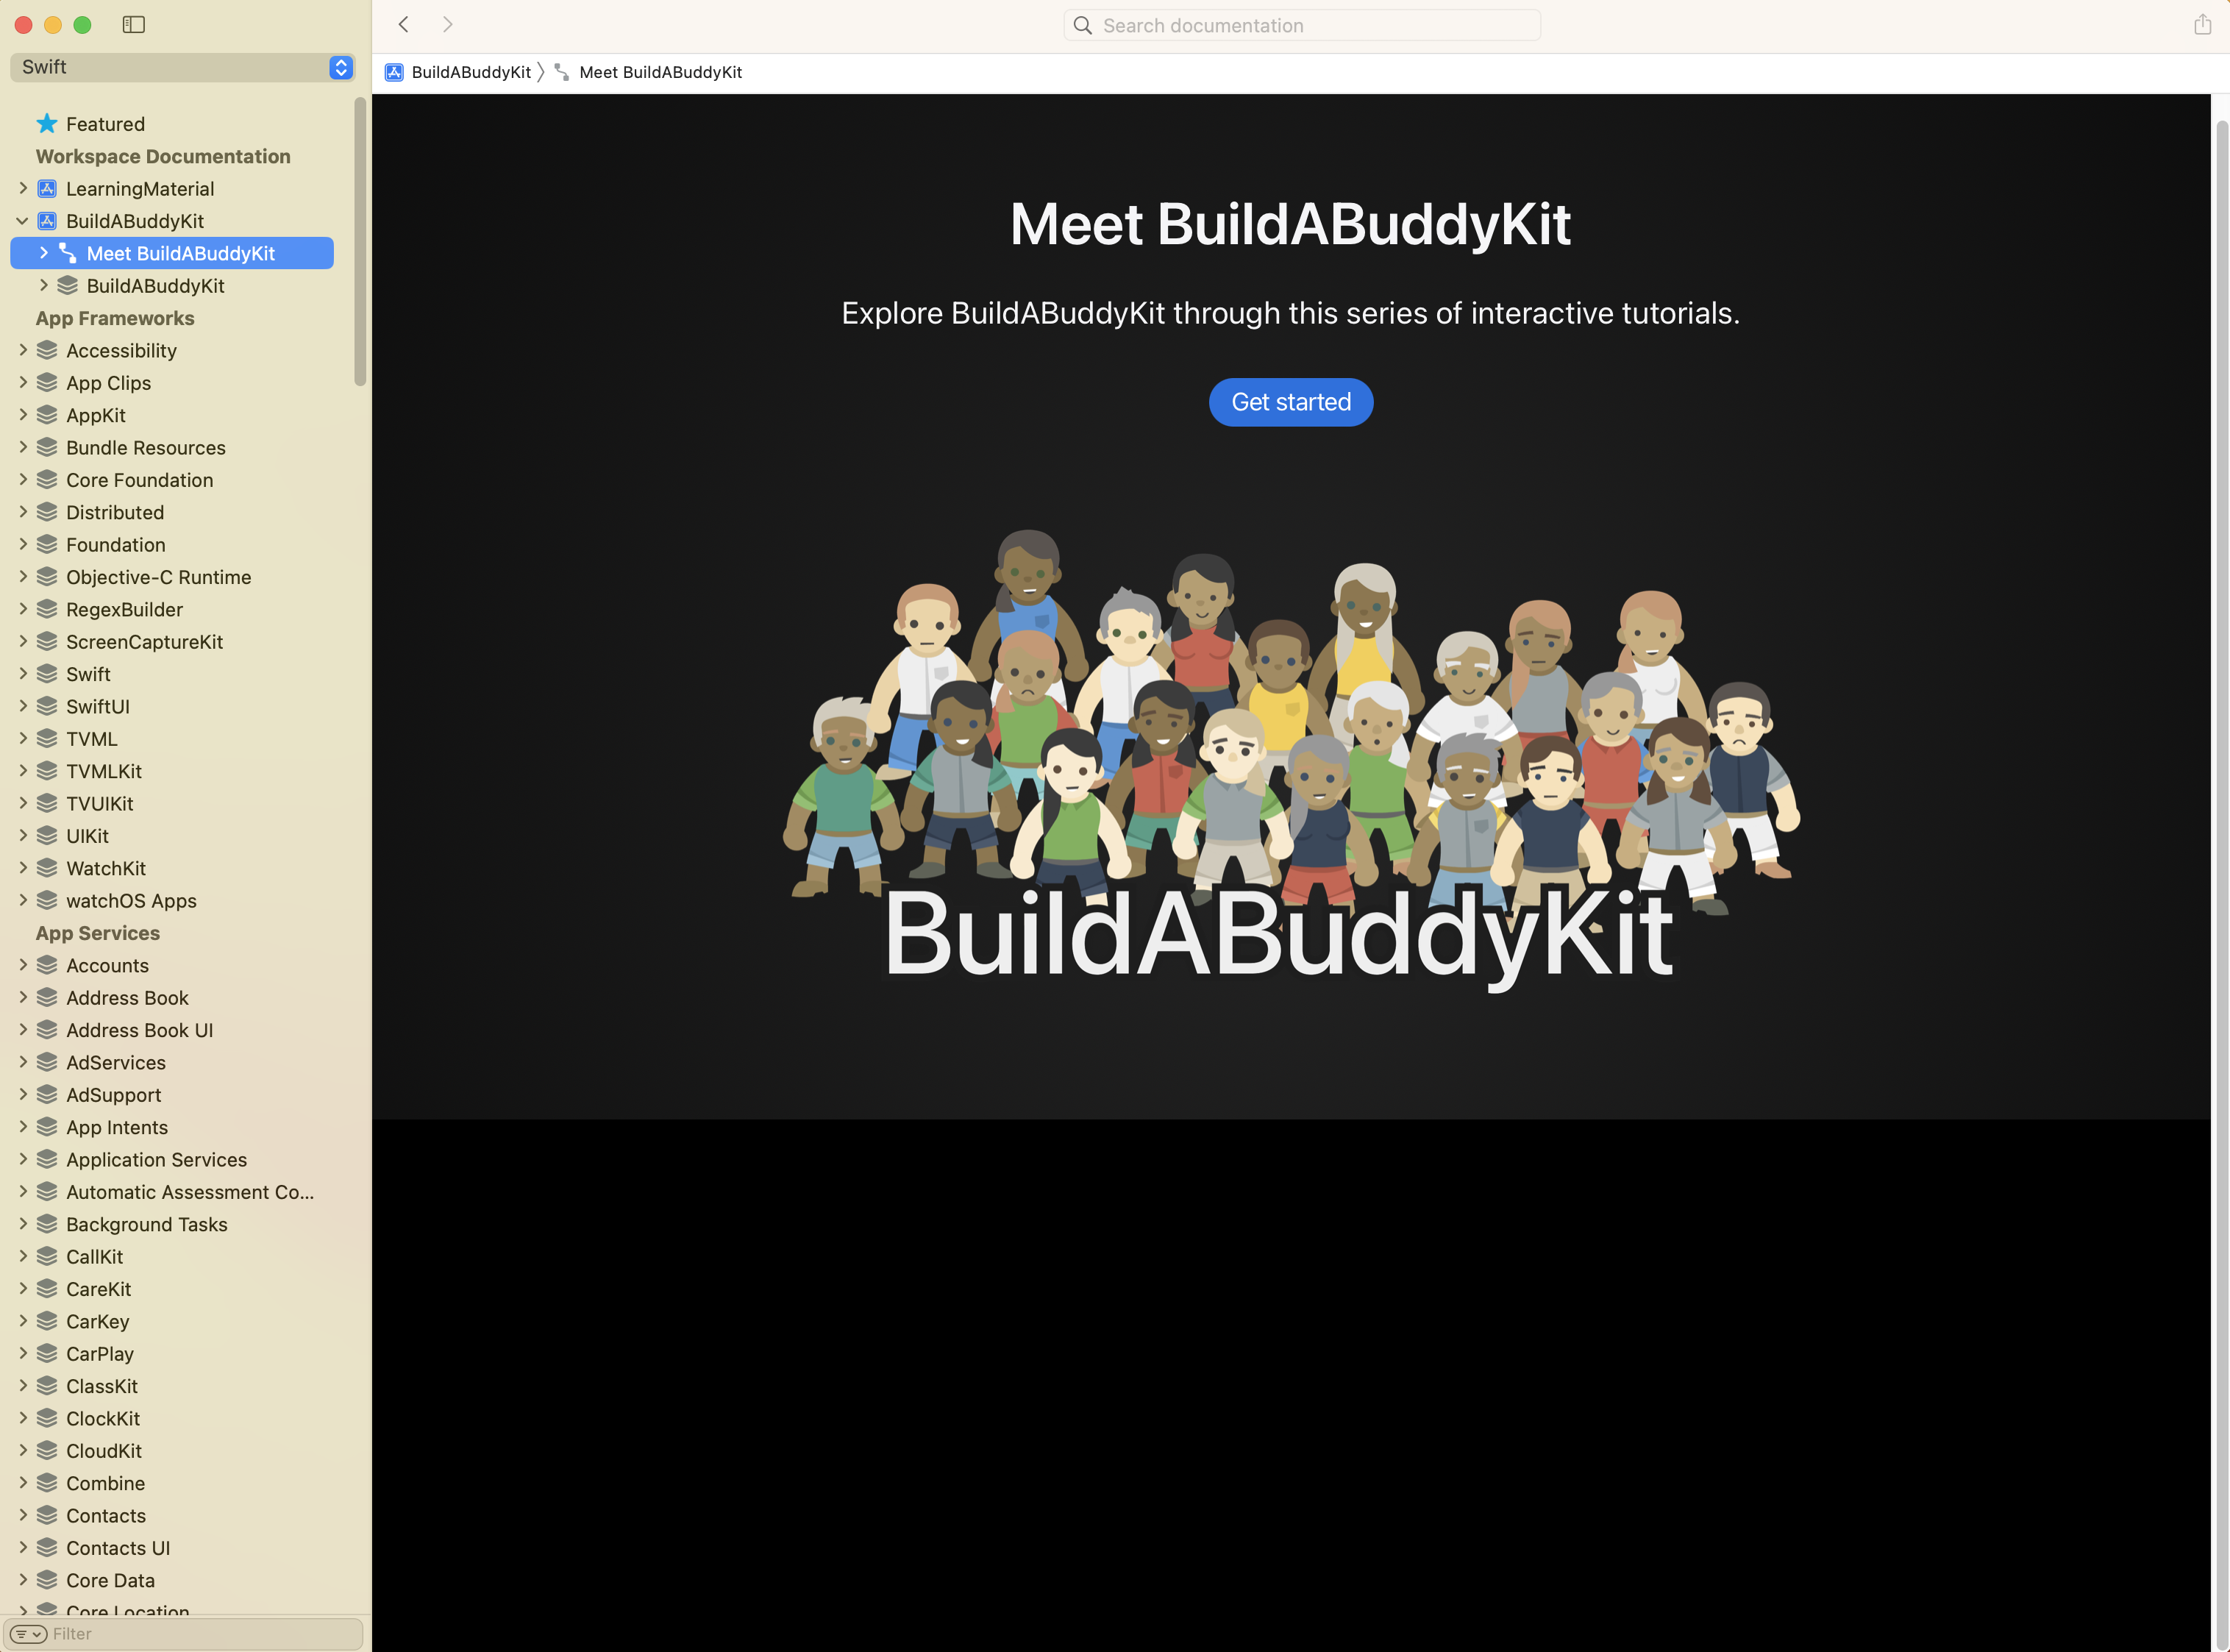 Swift
Featured
Workspace Documentation
LearningMaterial
BuildABuddyKit
Meet BuildABuddyKit
BuildABuddyKit
App Frameworks
Accessibility
App Clips
AppKit
Bundle Resources
Core Foundation
Distributed
Foundation
Objective-C Runtime
RegexBuilder
ScreenCaptureKit
Swift
SwiftUI
TVML
TVMLKit
TVUIKit
UIKit
WatchKit
watchOS Apps
App Services
Accounts
Address Book
Address Book UI
AdServices
AdSupport
App Intents
Application Services
Automatic Assessment Co...
Background Tasks
CallKit
CareKit
CarKey
CarPlay
ClassKit
ClockKit
CloudKit
Combine
Contacts
Contacts UI
Core Data
Core Location
Filter
Search documentation
BuildABuddyKit Meet BuildABuddyKit
Meet BuildABuddyKit
Explore BuildABuddyKit through this series of interactive tutorials.
Get started
BuildABuddyKit